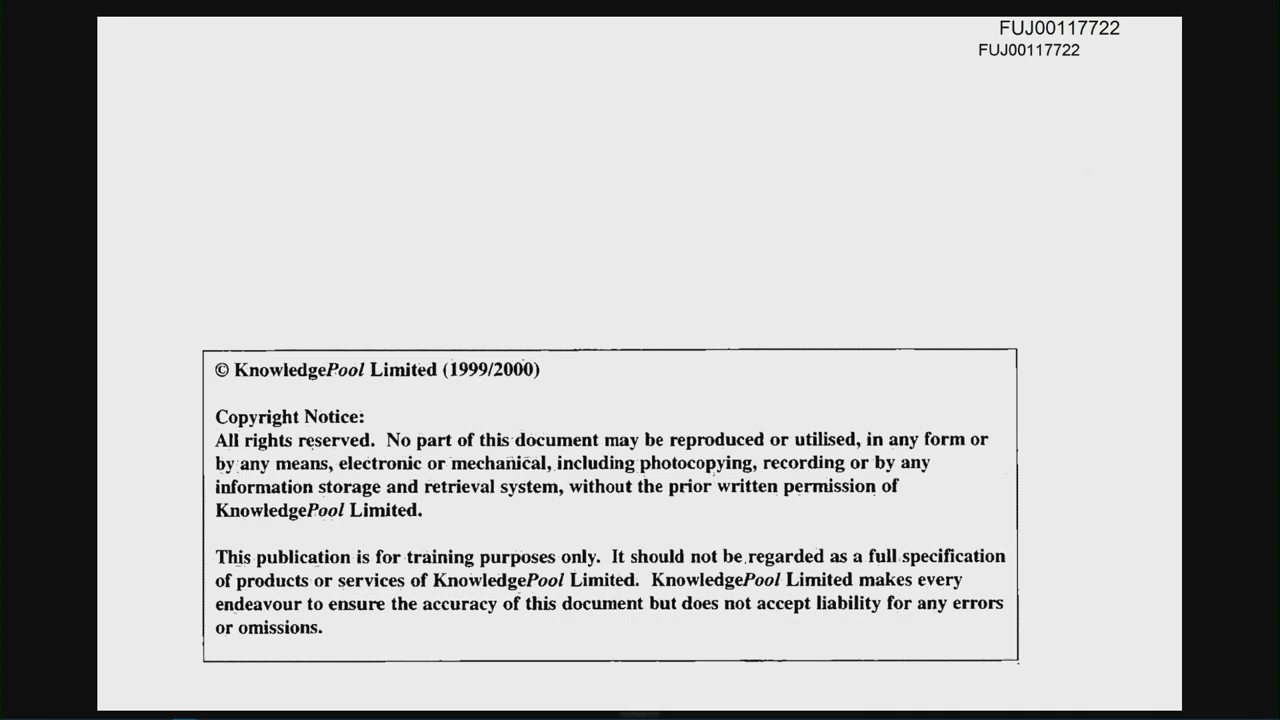 FUJ00117722
FUJ00117722
© KnowledgePool Limited (1999/2000)
Copyright Notice:
All rights reserved. No part of this document may be reproduced or utilised, in any form or
by any means, electronic or mechanical, including photocopying, recording or by any
information storage and retrieval system, without the prior written permission of
KnowledgePool Limited.
This publication is for training purposes only. It should not be regarded as a full specification
of products or services of KnowledgePool Limited. KnowledgePool Limited makes every
endeavour to ensure the accuracy of this document but does not accept liability for any errors
or omissions.